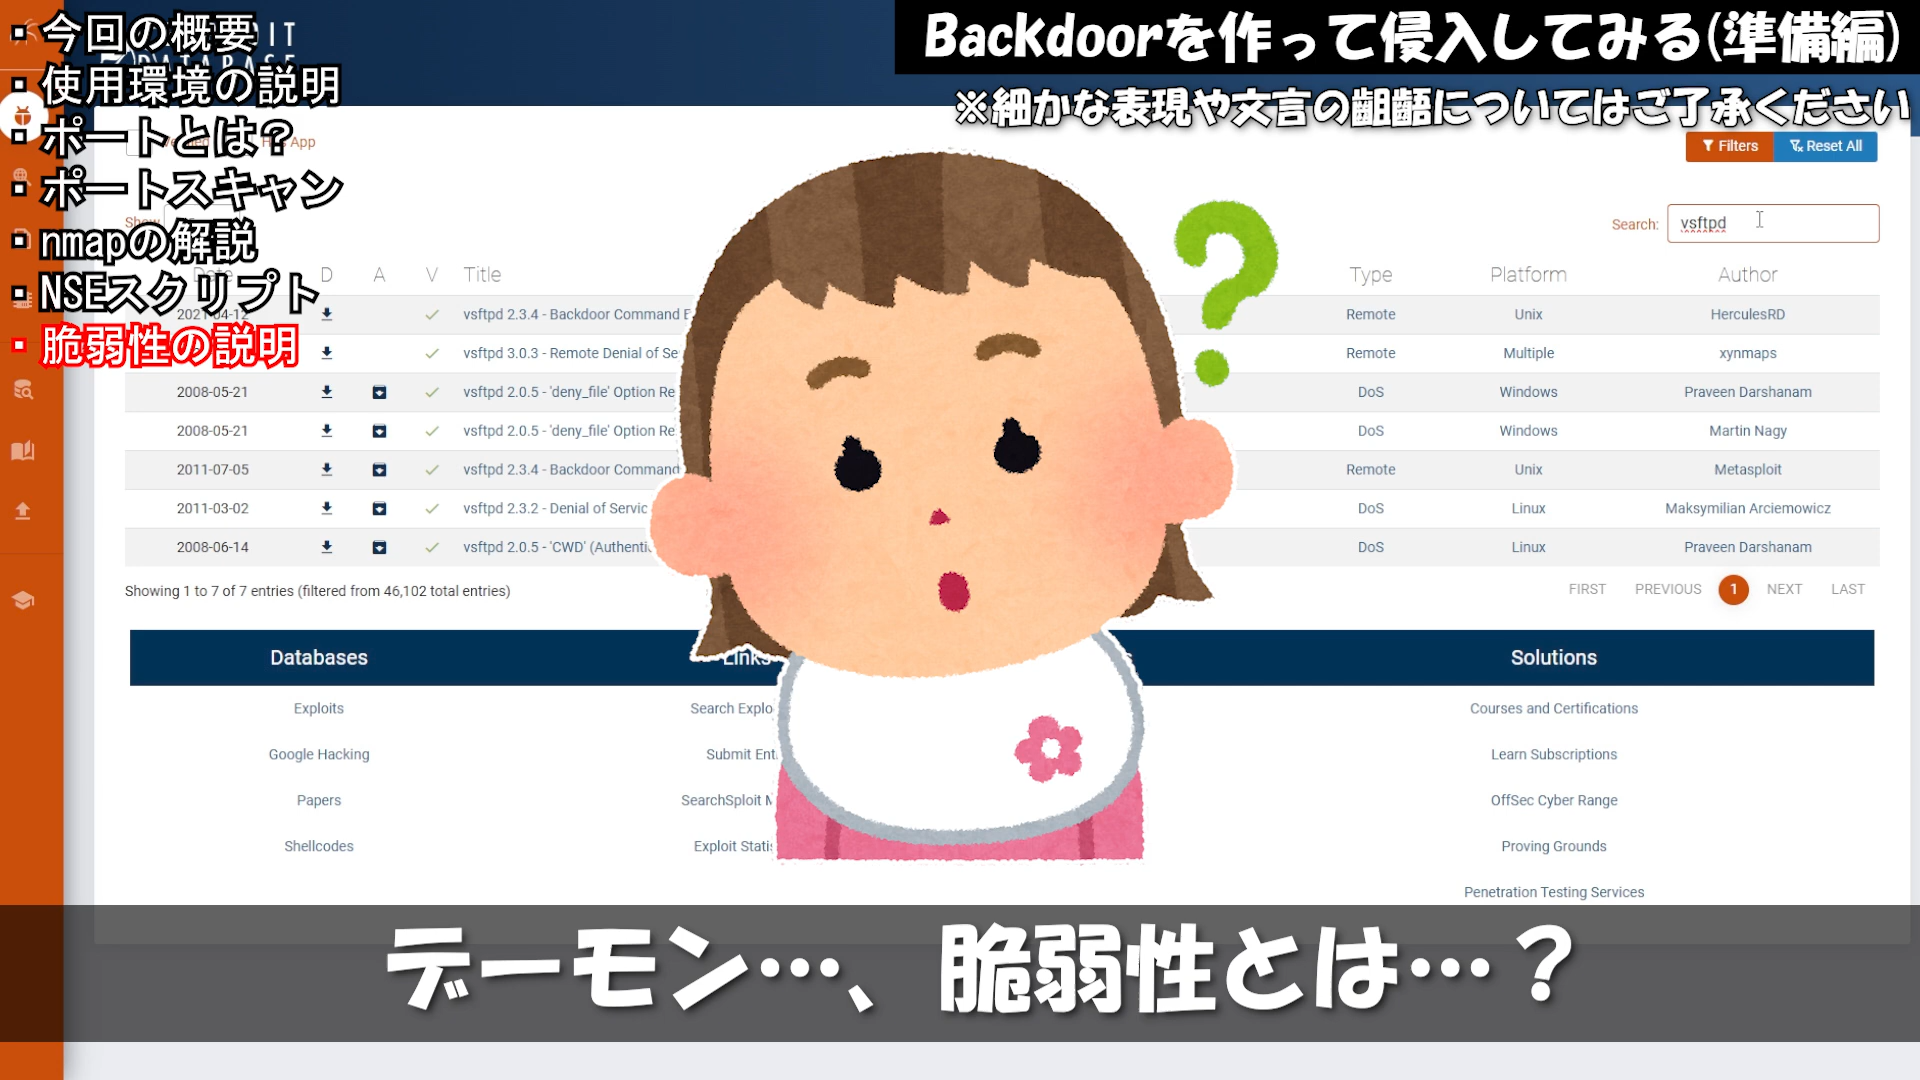 Backdoorを作って侵入してみる(準備編)
※細かな表現や文言の齟齬についてはご了承ください
・今回の概要
・使用環境の説明
・ポートとは？
・ポートスキャン
・nmapの解説
・NSEスクリプト
・脆弱性の説明
DATABASE
App
Filters
Reset All
Show
Search: vsftpd
Date D A V Title Type Platform Author
2021-04-12 vsftpd 2.3.4 - Backdoor Command Remote Unix HerculesRD
vsftpd 3.0.3 - Remote Denial of Remote Multiple xynmaps
2008-05-21 vsftpd 2.0.5 - 'deny_file' Option DoS Windows Praveen Darshanam
2008-05-21 vsftpd 2.0.5 - 'deny_file' Option DoS Windows Martin Nagy
2011-07-05 vsftpd 2.3.4 - Backdoor Command Remote Unix Metasploit
2011-03-02 vsftpd 2.3.2 - Denial of DoS Linux Maksymilian Arciemowicz
2008-06-14 vsftpd 2.0.5 - 'CWD' DoS Linux Praveen Darshanam
Showing 1 to 7 of 7 entries (filtered from 46,102 total entries)
FIRST PREVIOUS 1 NEXT LAST
Databases Links Solutions
Exploits Search Courses and Certifications
Google Hacking Submit Learn Subscriptions
Papers SearchSploit OffSec Cyber Range
Shellcodes Exploit Proving Grounds
Penetration Testing Services
デーモン…、脆弱性とは…？